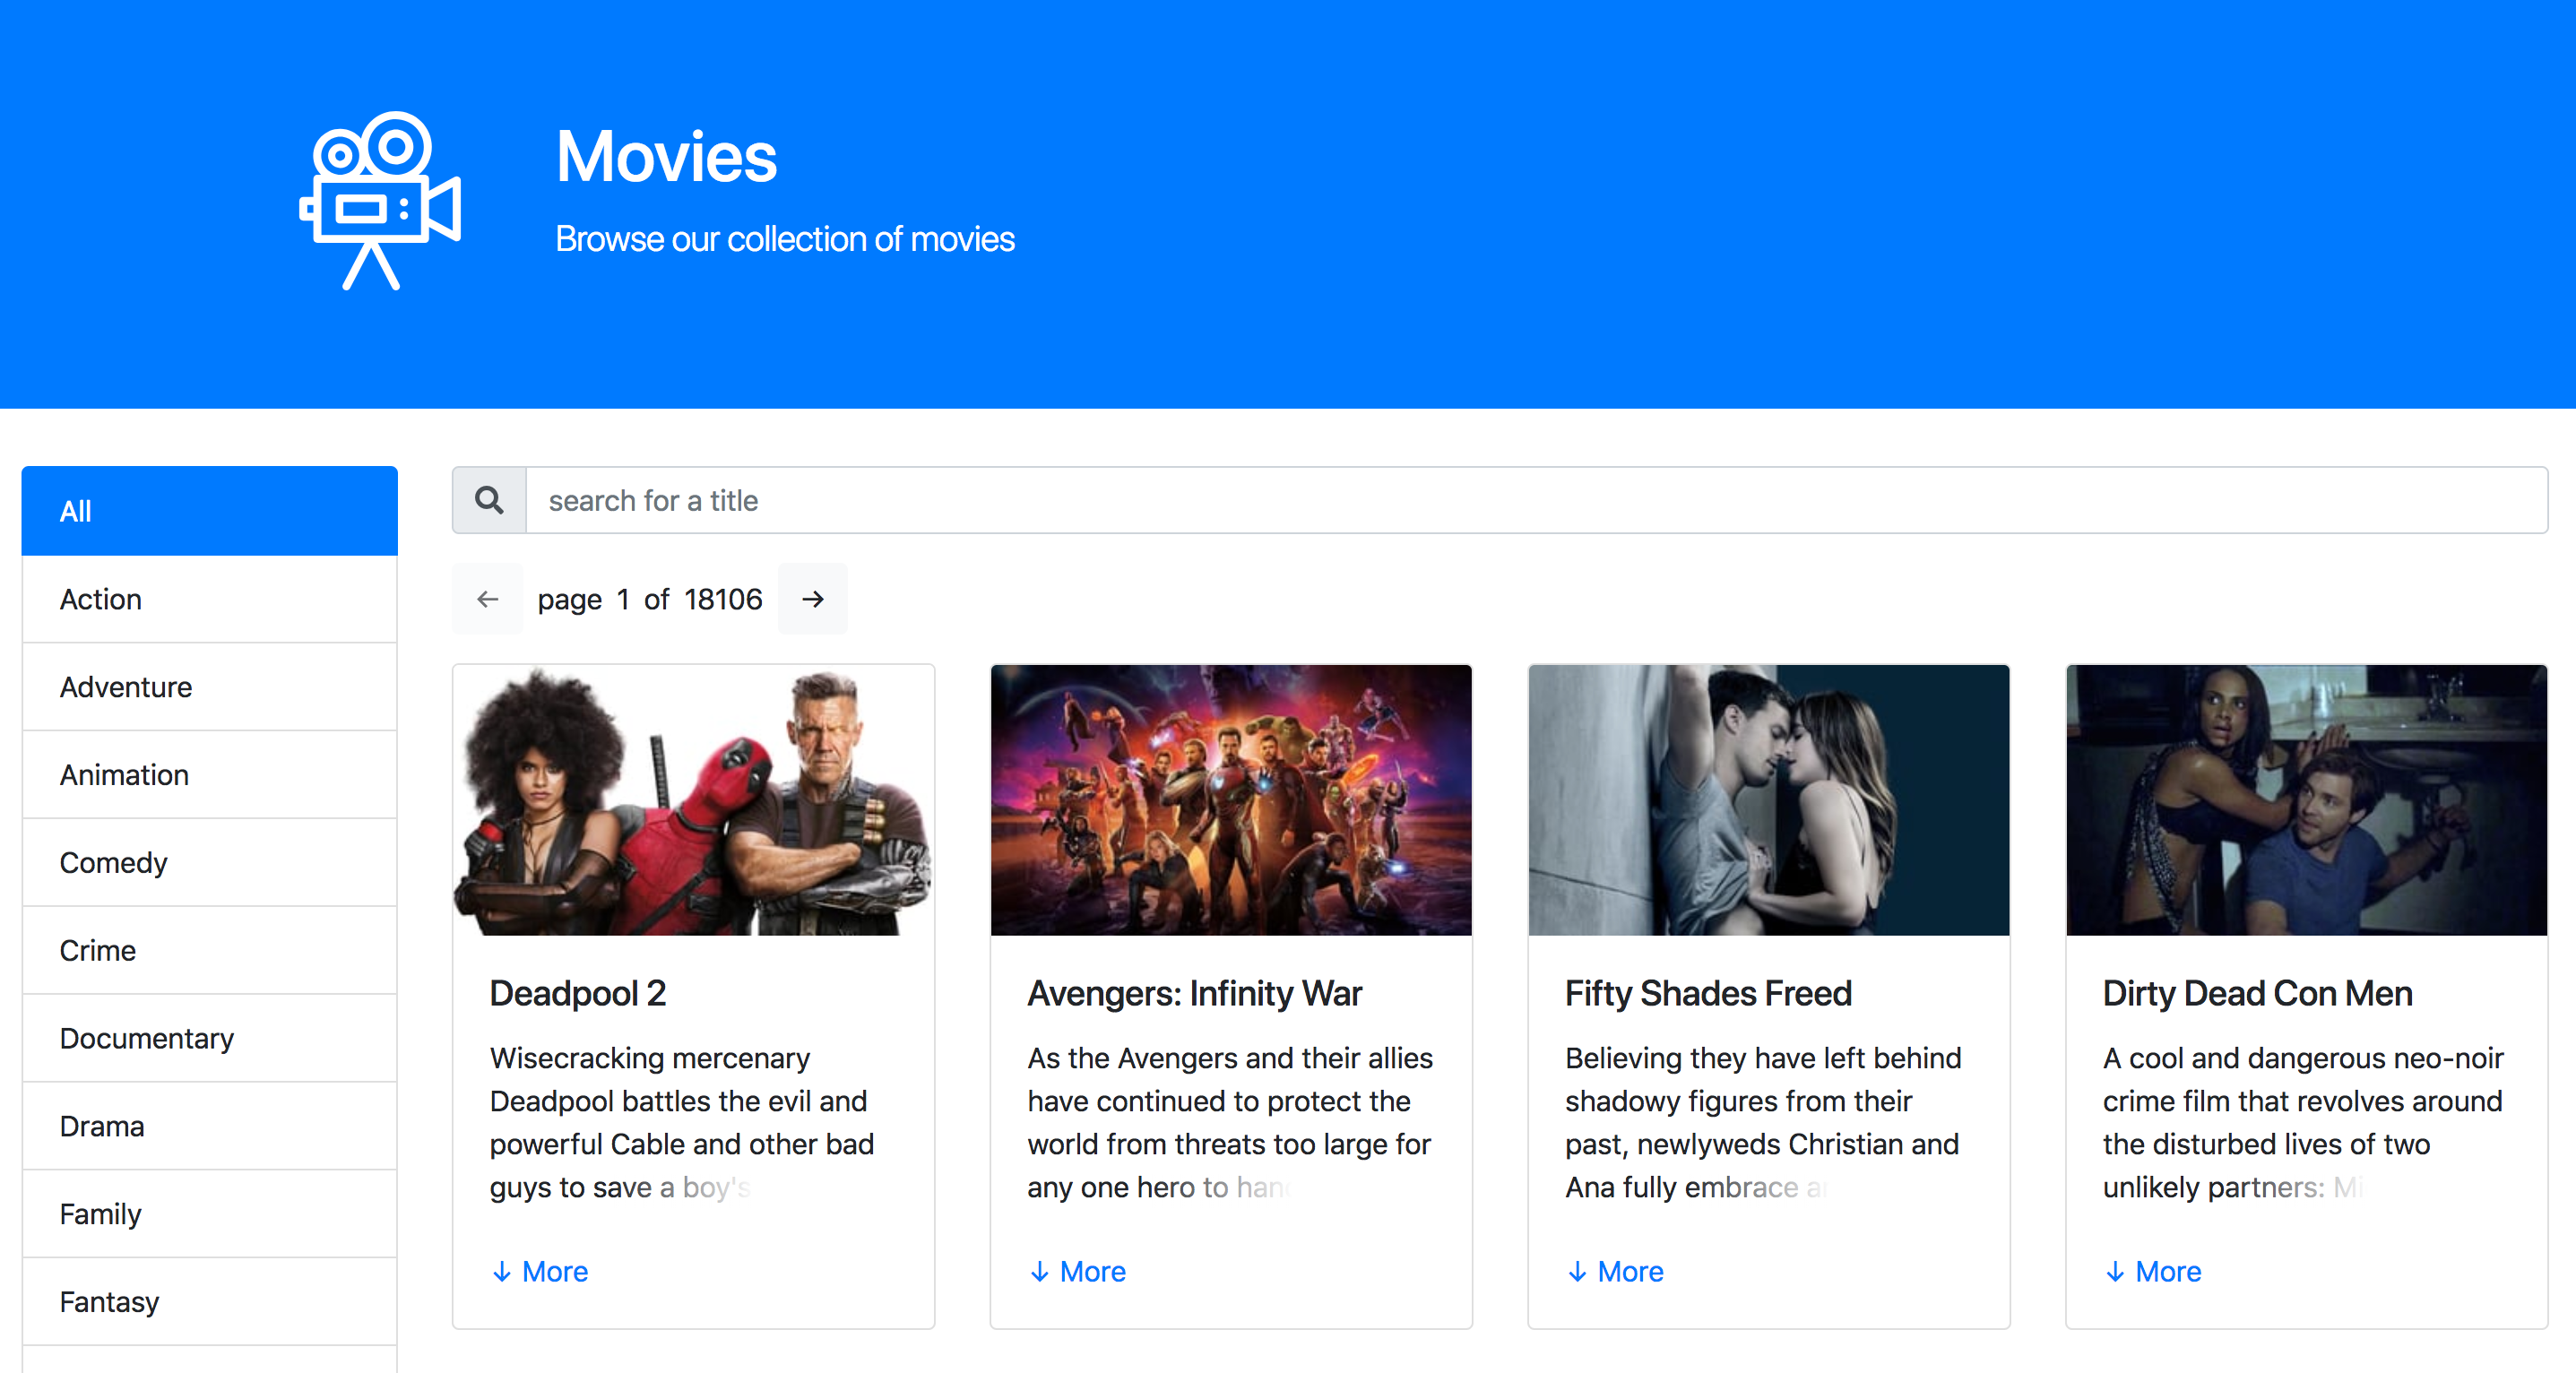 Movies
Browse our collection of movies
All
Action
Adventure
Animation
Comedy
Crime
Documentary
Drama
Family
Fantasy
search for a title
← page 1 of 18106 →
Deadpool 2
Wisecracking mercenary
Deadpool battles the evil and
powerful Cable and other bad
guys to save a boy's
↓ More
Avengers: Infinity War
As the Avengers and their allies
have continued to protect the
world from threats too large for
any one hero to
↓ More
Fifty Shades Freed
Believing they have left behind
shadowy figures from their
past, newlyweds Christian and
Ana fully embrace
↓ More
Dirty Dead Con Men
A cool and dangerous neo-noir
crime film that revolves around
the disturbed lives of two
unlikely partners:
↓ More